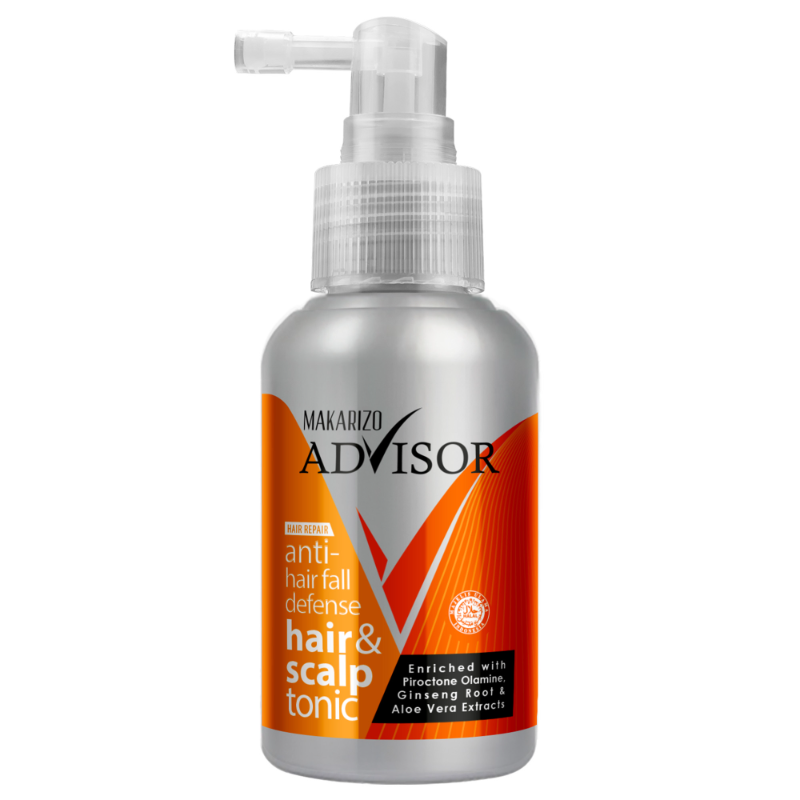 MAKARIZO
ADVISOR
HAIR REPAIR
anti-
hair fall
defense
hair&
scalp
tonic
HALAL
Enriched with
Piroctone Olamine,
Ginseng Root &
Aloe Vera Extracts